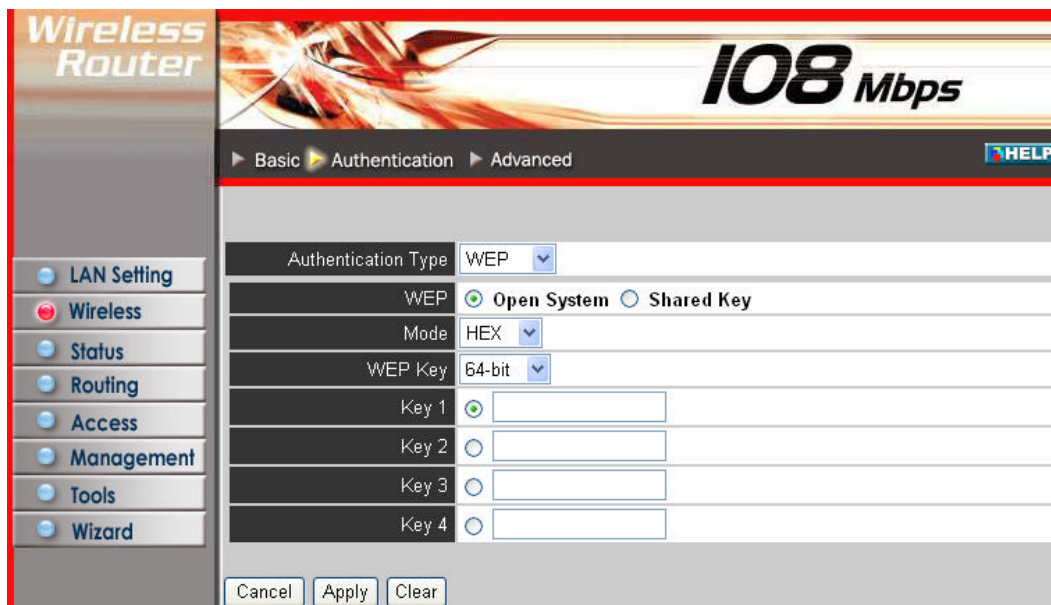 Wireless
Router
108 Mbps
Basic Authentication Advanced
HELP
LAN Setting
Wireless
Status
Routing
Access
Management
Tools
Wizard
Authentication Type WEP
WEP Open System Shared Key
Mode HEX
WEP Key 64-bit
Key 1
Key 2
Key 3
Key 4
Cancel Apply Clear